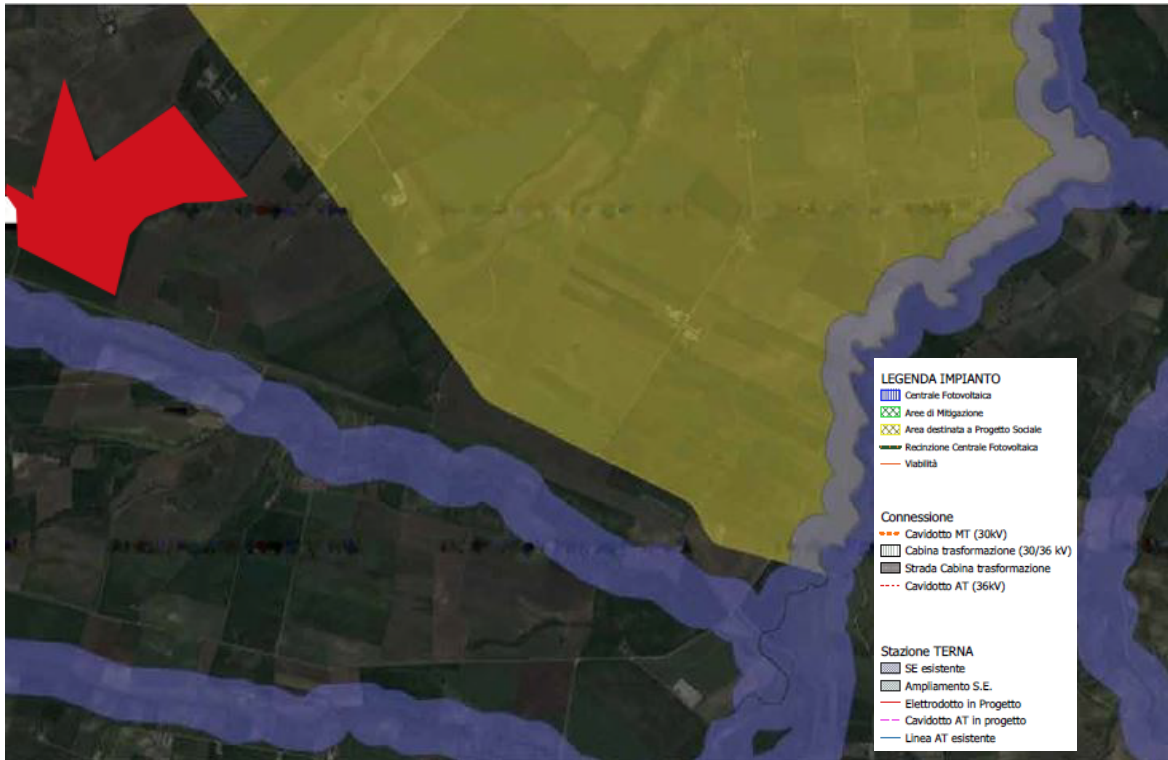 LEGENDA IMPIANTO
Centrale Fotovoltaica
Aree di Mitigazione
Area destinata a Progetto Sociale
Recinzione Centrale Fotovoltaica
Viabilità
Connessione
Cavidotto MT (30kV)
Cabina trasformazione (30/36 kV)
Strada Cabina trasformazione
Cavidotto AT (36kV)
Stazione TERNA
SE esistente
Ampliamento S.E.
Elettrodotto in Progetto
Cavidotto AT in progetto
Linea AT esistente